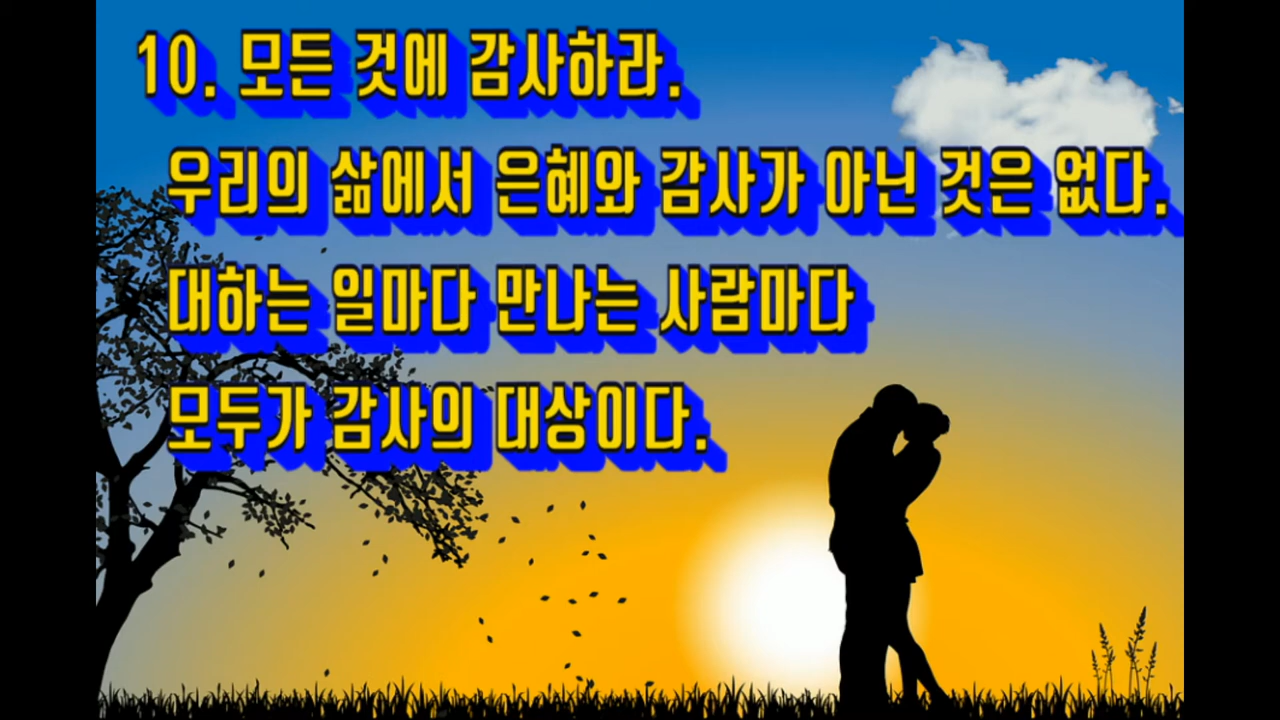 10. 모든 것에 감사하라.
우리의 삶에서 은혜와 감사가 아닌 것은 없다.
대하는 일마다 만나는 사람마다
모두가 감사의 대상이다.